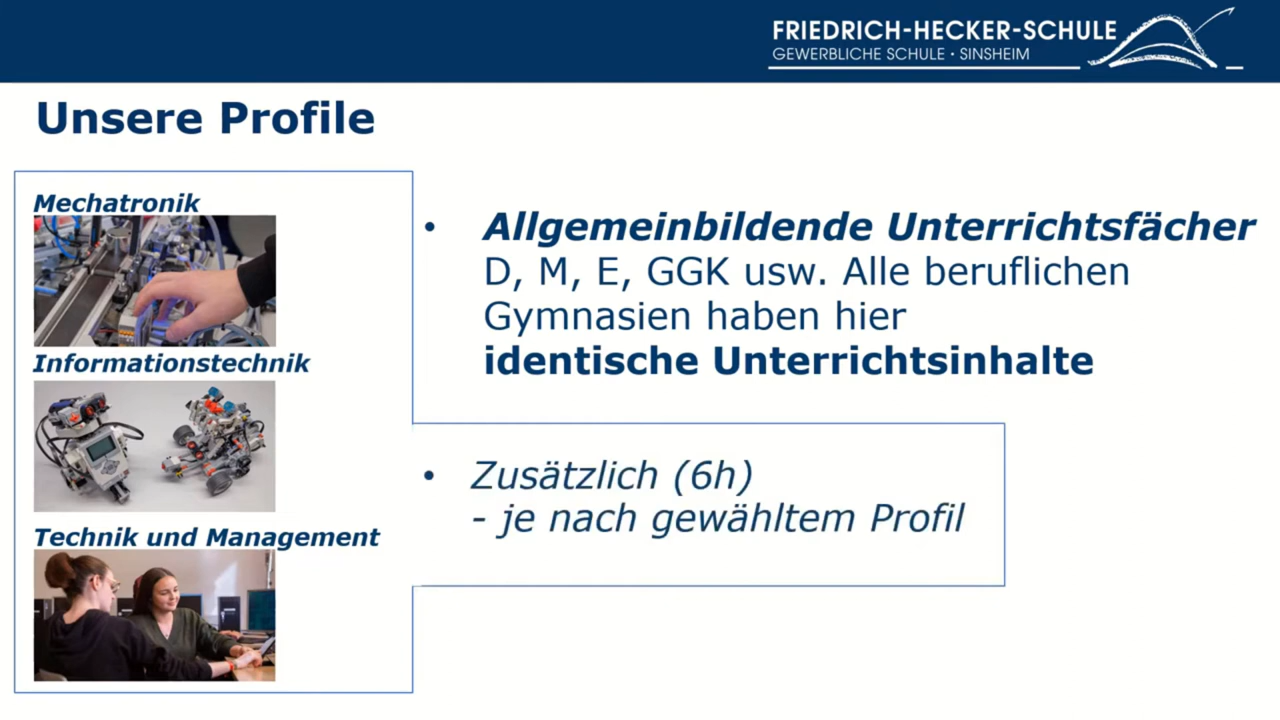 FRIEDRICH-HECKER-SCHULE
GEWERBLICHE SCHULE • SINSHEIM
Unsere Profile
Mechatronik
Informationstechnik
Technik und Management
• Allgemeinbildende Unterrichtsfächer
D, M, E, GGK usw. Alle beruflichen
Gymnasien haben hier
identische Unterrichtsinhalte
• Zusätzlich (6h)
- je nach gewähltem Profil